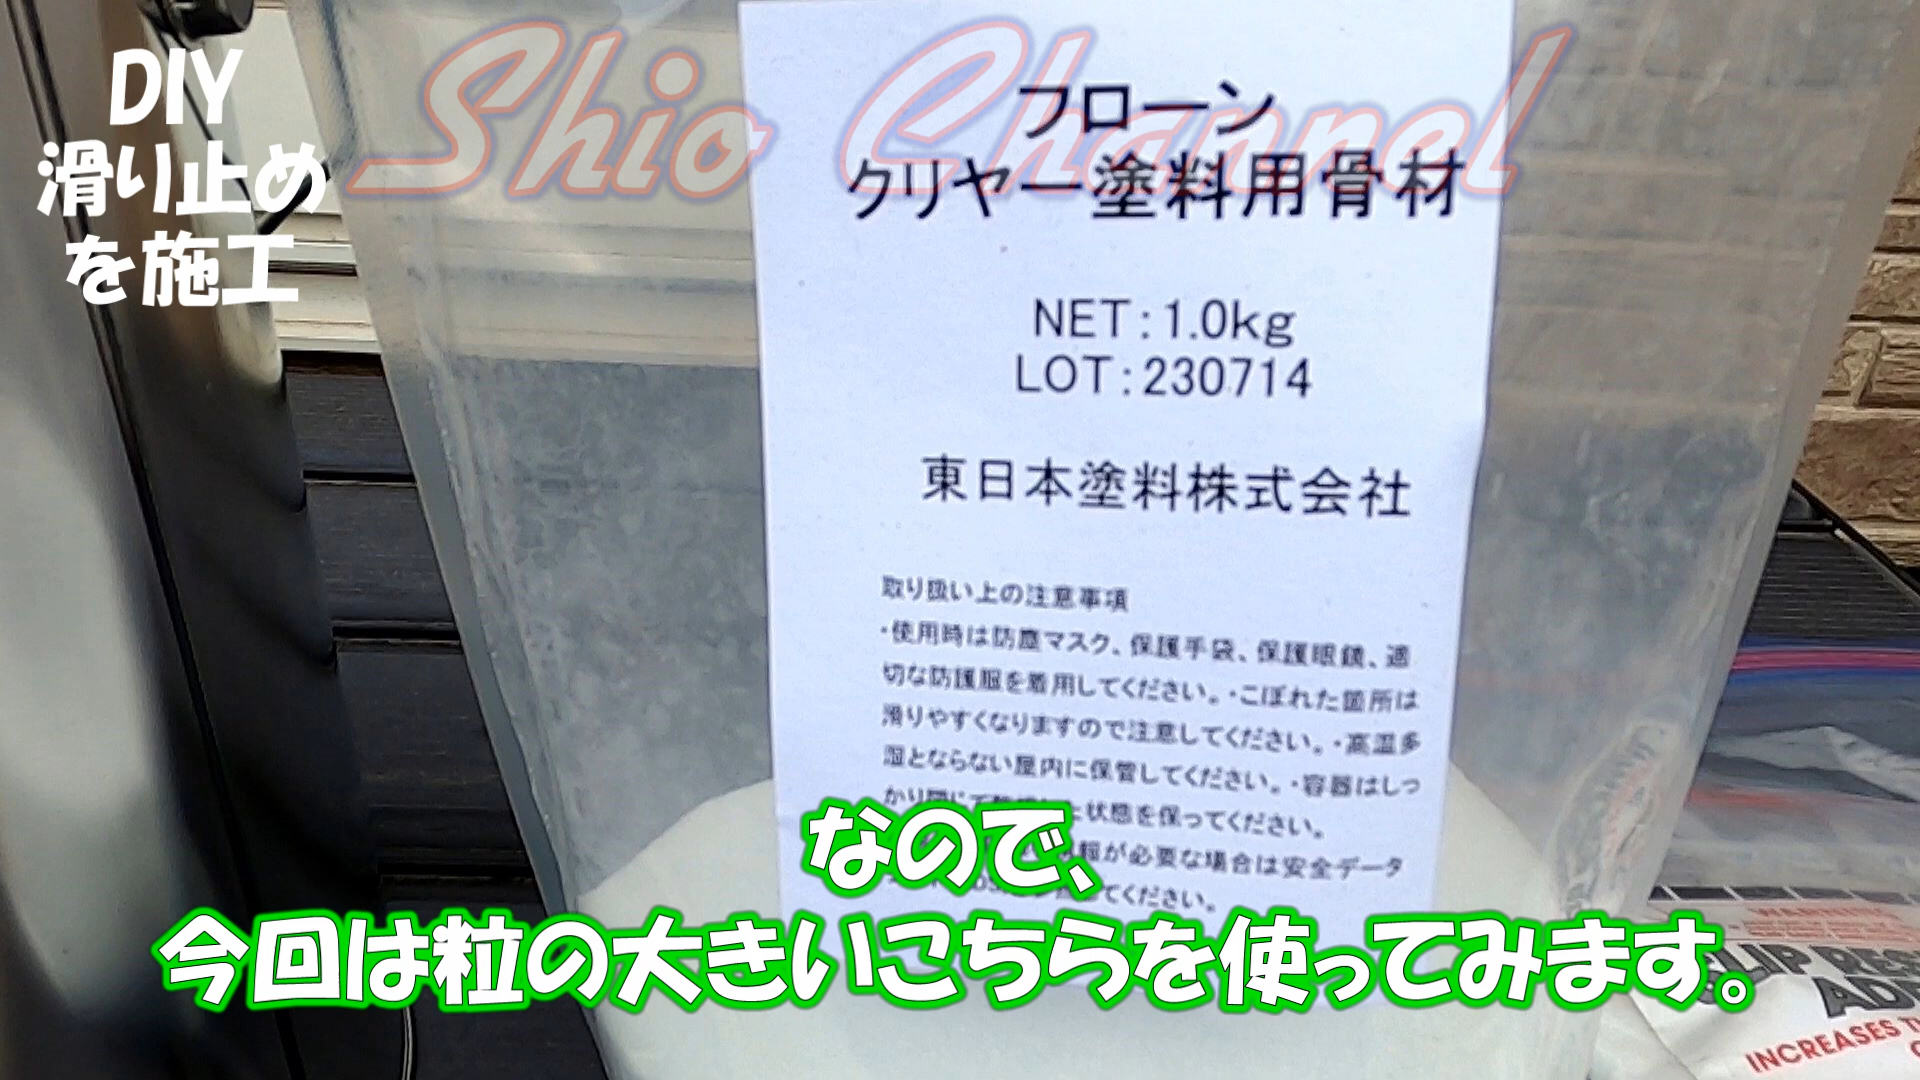 DIY
滑り止め
を施工
Shio Channel
フローン
クリヤー塗料用骨材
NET:1.0kg
LOT:230714
東日本塗料株式会社
取り扱い上の注意事項
・使用時は防塵マスク、保護手袋、保護眼鏡、適
切な防護服を着用してください。・こぼれた箇所は
滑りやすくなりますので注意してください。・高温多
湿とならない屋内に保管してください。・容器はしっ
かり閉じて 状態を保ってください。
が必要な場合は安全データ
てください。
なので、
今回は粒の大きいこちらを使ってみます。
SLIP RES
AD
INCREASES T